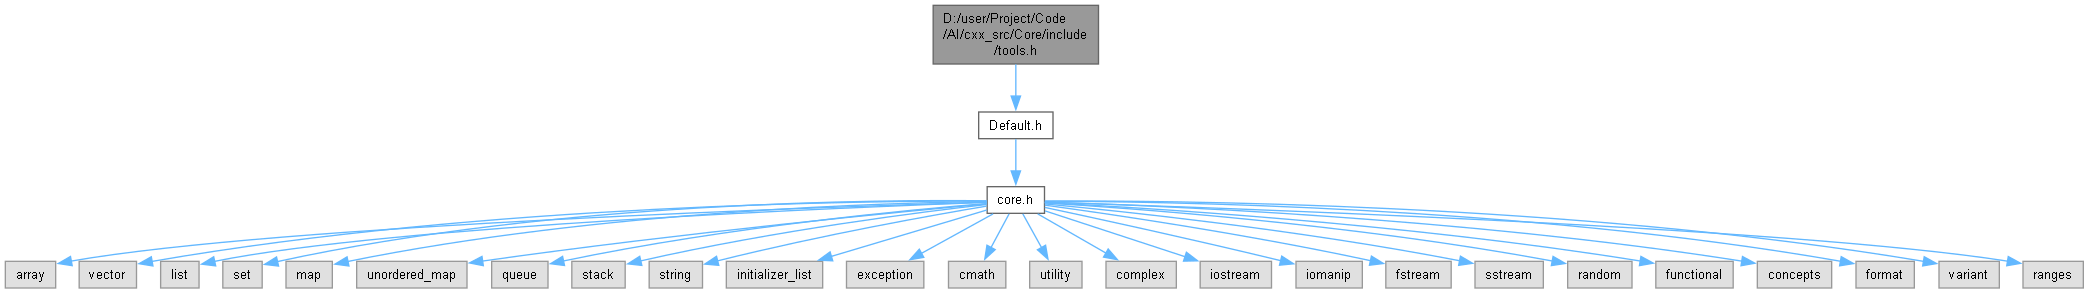 D:/user/Project/Code
/AI/cxx_src/Core/include
/tools.h
Default.h
core.h
array
vector
list
set
map
unordered_map
queue
stack
string
initializer_list
exception
cmath
utility
complex
iostream
iomanip
fstream
sstream
random
functional
concepts
format
variant
ranges